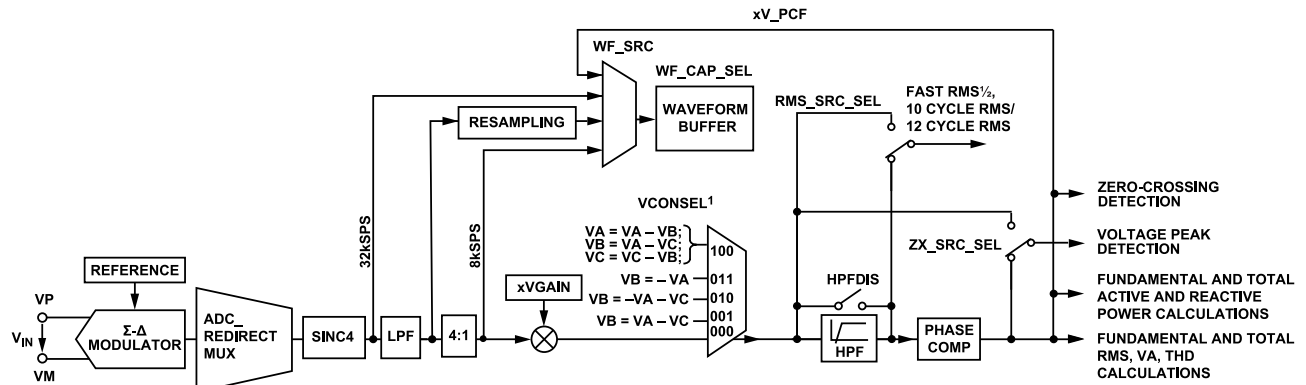 xV_PCF
WF_SRC
WF_CAP_SEL
WAVEFORM
BUFFER
RESAMPLING
RMS_SRC_SEL
FAST RMS½,
10 CYCLE RMS/
12 CYCLE RMS
32kSPS
8kSPS
VCONSEL¹
VA = VA – VB;
VB = VA – VC;
VC = VC – VB;
100
VB = –VA
011
VB = –VA – VC
010
VB = VA – VC
001
000
ZX_SRC_SEL
ZERO-CROSSING
DETECTION
VOLTAGE PEAK
DETECTION
FUNDAMENTAL AND TOTAL
ACTIVE AND REACTIVE
POWER CALCULATIONS
FUNDAMENTAL AND TOTAL
RMS, VA, THD
CALCULATIONS
REFERENCE
VP
VIN
VM
Σ-Δ
MODULATOR
ADC_
REDIRECT
MUX
SINC4
LPF
4:1
xVGAIN
HPFDIS
HPF
PHASE
COMP